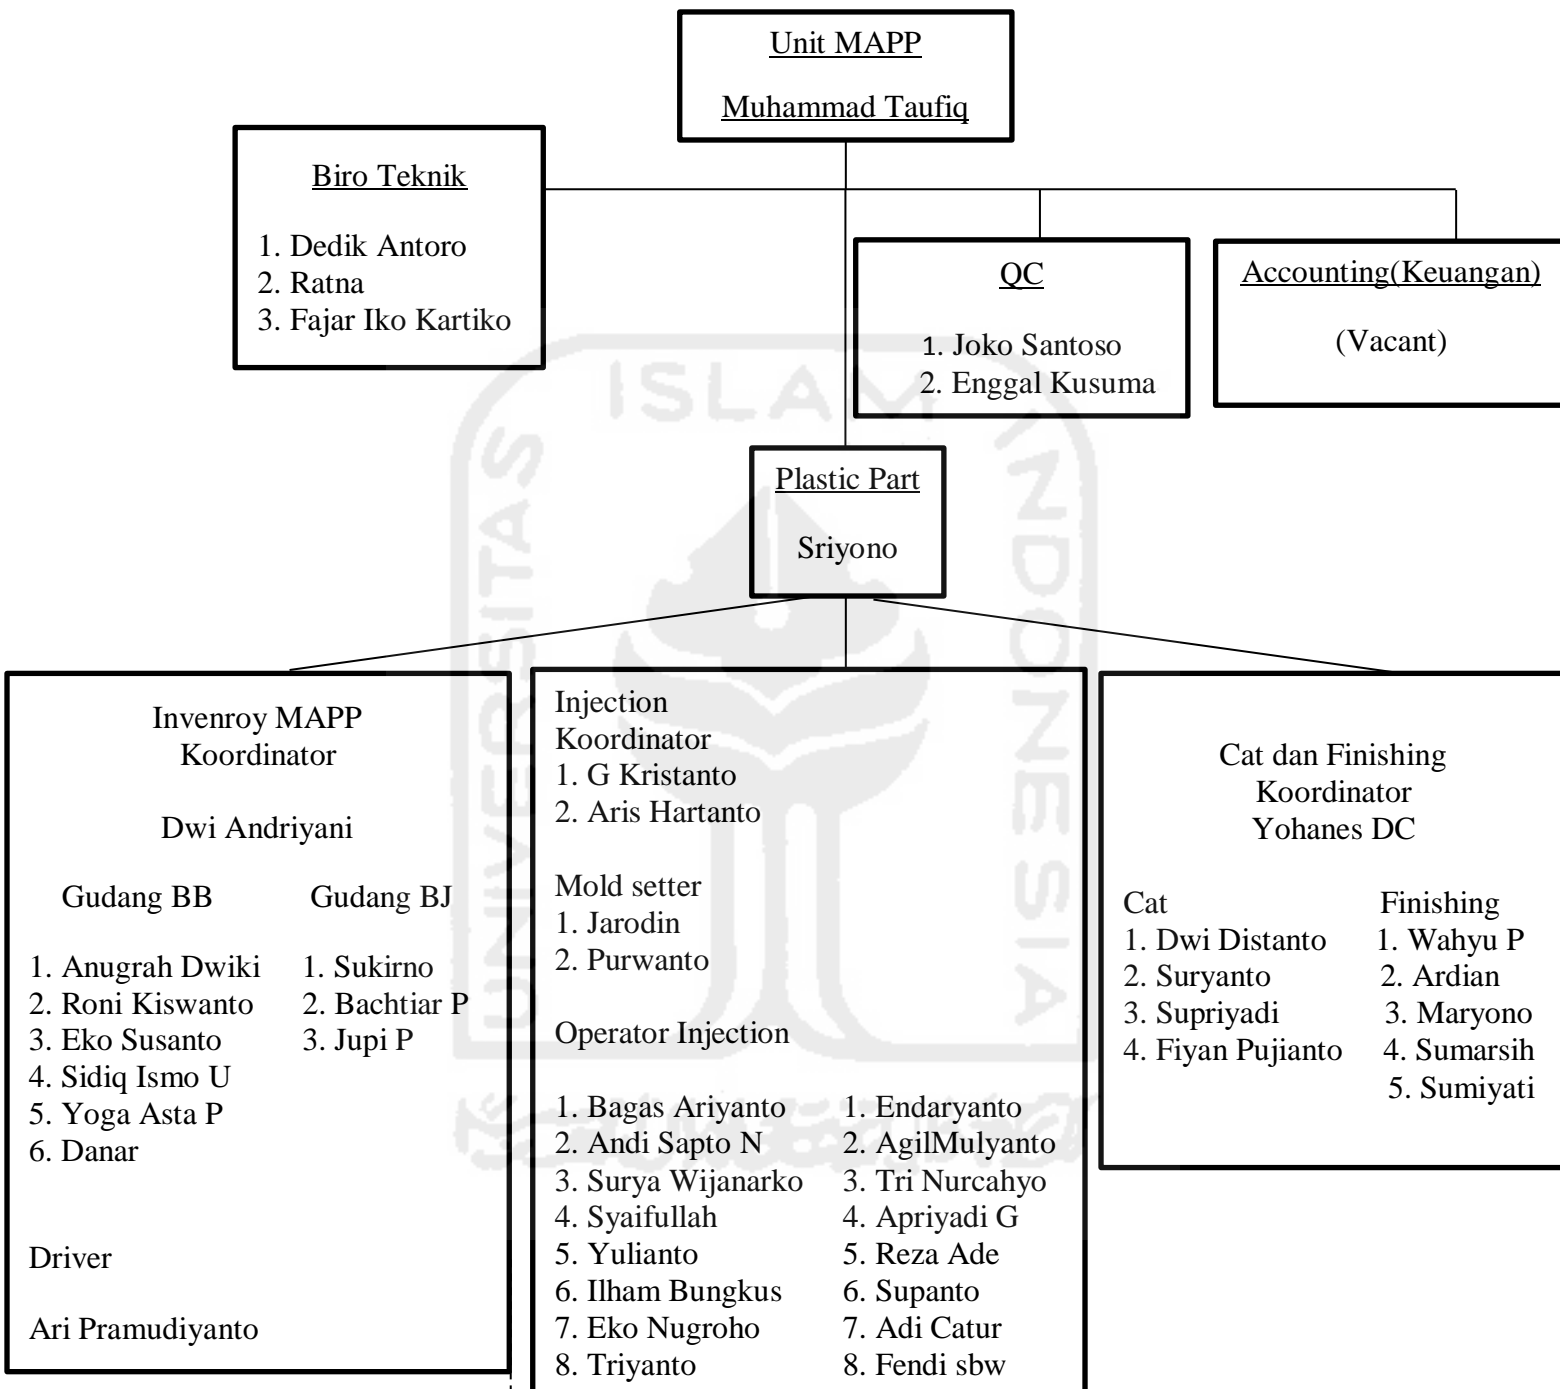 Unit MAPP
Muhammad Taufiq
Biro Teknik
1. Dedik Antoro
2. Ratna
3. Fajar Iko Kartiko
QC
1. Joko Santoso
2. Enggal Kusuma
Accounting(Keuangan)
(Vacant)
Plastic Part
Sriyono
Invenroy MAPP
Koordinator
Dwi Andriyani
Gudang BB
1. Anugrah Dwiki
2. Roni Kiswanto
3. Eko Susanto
4. Sidiq Ismo U
5. Yoga Asta P
6. Danar
Gudang BJ
1. Sukirno
2. Bachtiar P
3. Jupi P
Driver
Ari Pramudiyanto
Injection
Koordinator
1. G Kristanto
2. Aris Hartanto
Mold setter
1. Jarodin
2. Purwanto
Operator Injection
1. Bagas Ariyanto
2. Andi Sapto N
3. Surya Wijanarko
4. Syaifullah
5. Yulianto
6. Ilham Bungkus
7. Eko Nugroho
8. Triyanto
1. Endaryanto
2. AgilMulyanto
3. Tri Nurcahyo
4. Apriyadi G
5. Reza Ade
6. Supanto
7. Adi Catur
8. Fendi sbw
Cat dan Finishing
Koordinator
Yohanes DC
Cat
1. Dwi Distanto
2. Suryanto
3. Supriyadi
4. Fiyan Pujianto
Finishing
1. Wahyu P
2. Ardian
3. Maryono
4. Sumarsih
5. Sumiyati
UNIVERSITAS
ISLAM
INDONESIA